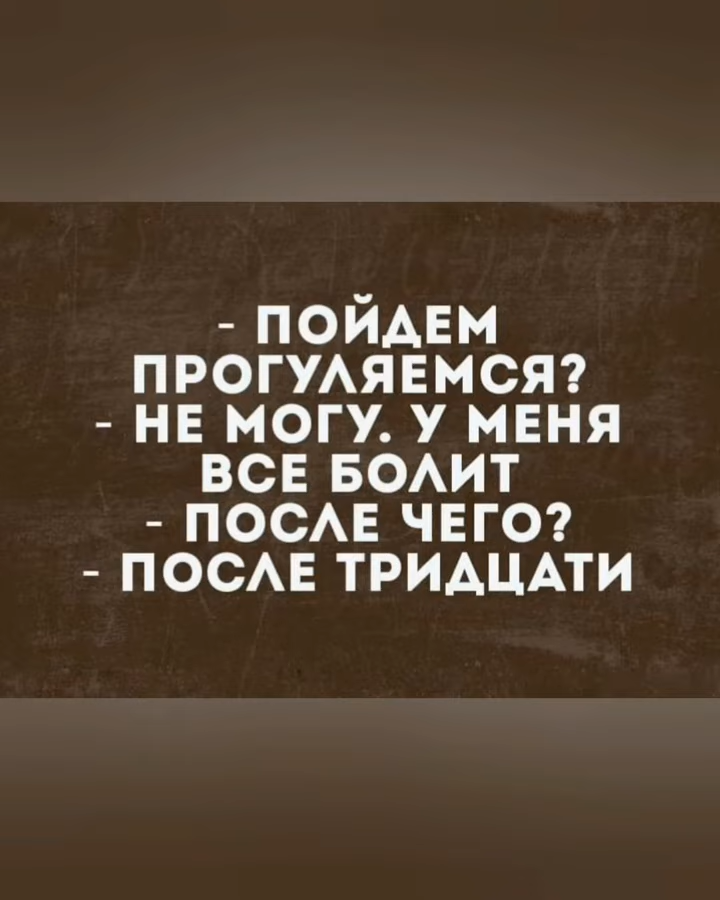 - ПОЙДЕМ
ПРОГУЛЯЕМСЯ?
- НЕ МОГУ. У МЕНЯ
ВСЕ БОЛИТ
- ПОСЛЕ ЧЕГО?
- ПОСЛЕ ТРИДЦАТИ